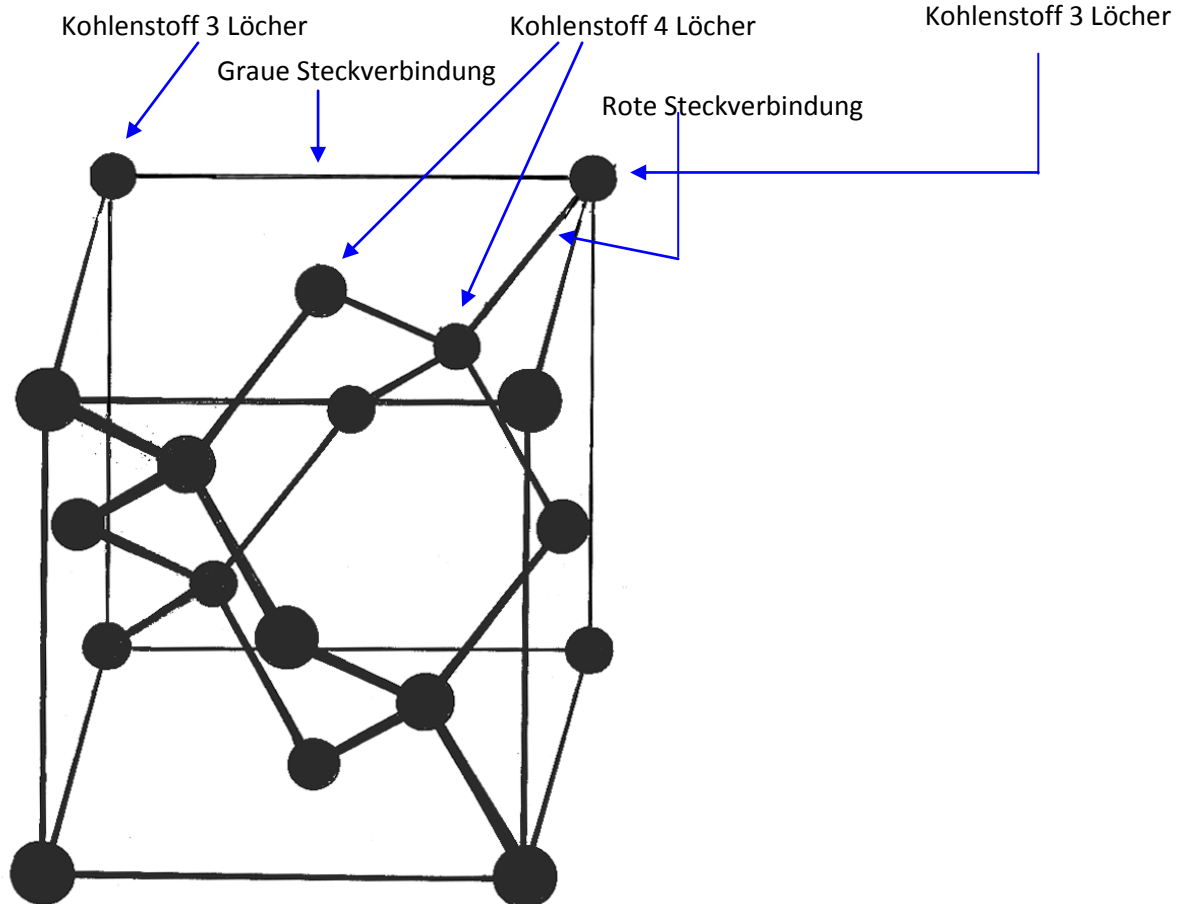 Kohlenstoff 3 Löcher
Kohlenstoff 4 Löcher
Kohlenstoff 3 Löcher
Graue Steckverbindung
Rote Steckverbindung